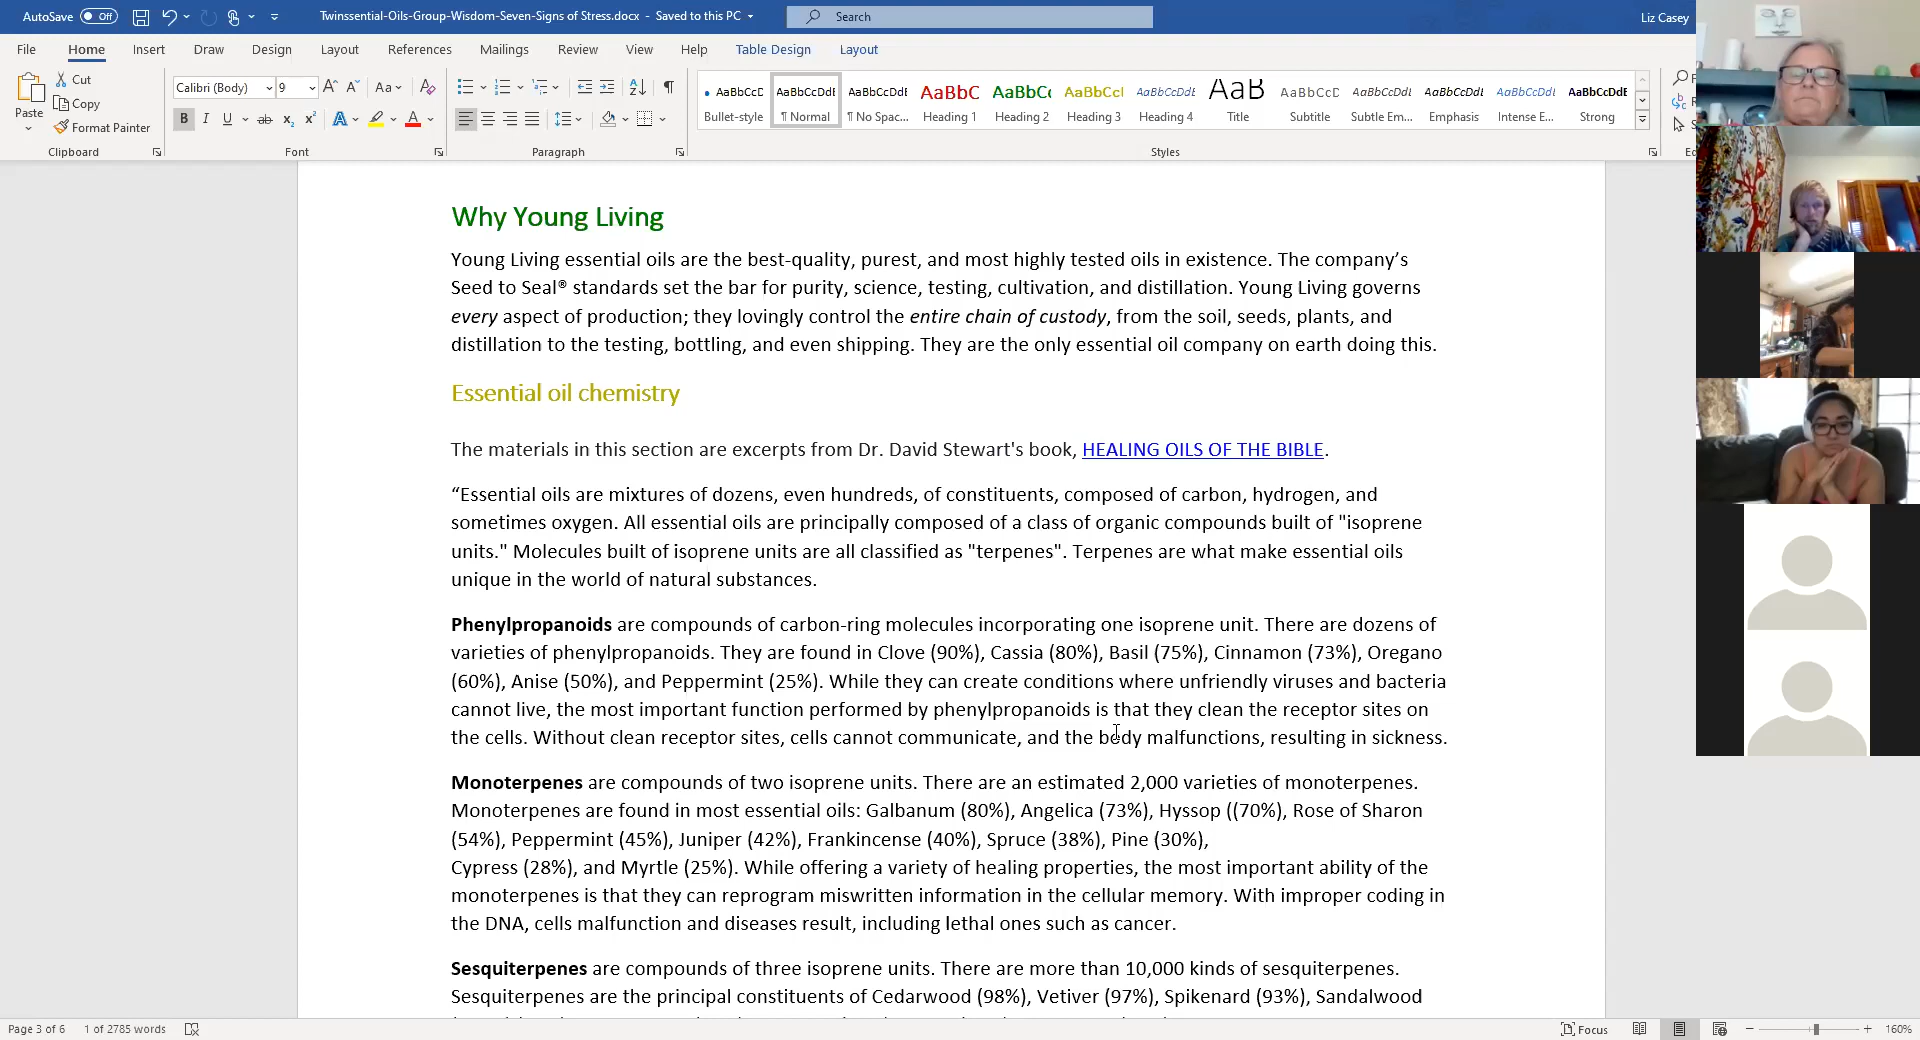 AutoSave Off Twinssential-Oils-Group-Wisdom-Seven-Signs of Stress.docx - Saved to this PC Search Liz Casey
File Home Insert Draw Design Layout References Mailings Review View Help Table Design Layout
Paste Cut Copy Format Painter
Calibri (Body) 9
Clipboard Font Paragraph Styles
AaBbCcD AaBbCcDdE AaBbCcDdE AaBbC AaBbCc AaBbCcI AaBbCcDdE AaB AaBbCcD AaBbCcDdE AaBbCcDdE AaBbCcDdE AaBbCcDdE
Bullet-style ¶ Normal ¶ No Spac... Heading 1 Heading 2 Heading 3 Heading 4 Title Subtitle Subtle Em... Emphasis Intense E... Strong
Why Young Living
Young Living essential oils are the best-quality, purest, and most highly tested oils in existence. The company’s
Seed to Seal® standards set the bar for purity, science, testing, cultivation, and distillation. Young Living governs
every aspect of production; they lovingly control the entire chain of custody, from the soil, seeds, plants, and
distillation to the testing, bottling, and even shipping. They are the only essential oil company on earth doing this.
Essential oil chemistry
The materials in this section are excerpts from Dr. David Stewart's book, HEALING OILS OF THE BIBLE.
“Essential oils are mixtures of dozens, even hundreds, of constituents, composed of carbon, hydrogen, and
sometimes oxygen. All essential oils are principally composed of a class of organic compounds built of "isoprene
units." Molecules built of isoprene units are all classified as "terpenes". Terpenes are what make essential oils
unique in the world of natural substances.
Phenylpropanoids are compounds of carbon-ring molecules incorporating one isoprene unit. There are dozens of
varieties of phenylpropanoids. They are found in Clove (90%), Cassia (80%), Basil (75%), Cinnamon (73%), Oregano
(60%), Anise (50%), and Peppermint (25%). While they can create conditions where unfriendly viruses and bacteria
cannot live, the most important function performed by phenylpropanoids is that they clean the receptor sites on
the cells. Without clean receptor sites, cells cannot communicate, and the body malfunctions, resulting in sickness.
Monoterpenes are compounds of two isoprene units. There are an estimated 2,000 varieties of monoterpenes.
Monoterpenes are found in most essential oils: Galbanum (80%), Angelica (73%), Hyssop ((70%), Rose of Sharon
(54%), Peppermint (45%), Juniper (42%), Frankincense (40%), Spruce (38%), Pine (30%),
Cypress (28%), and Myrtle (25%). While offering a variety of healing properties, the most important ability of the
monoterpenes is that they can reprogram miswritten information in the cellular memory. With improper coding in
the DNA, cells malfunction and diseases result, including lethal ones such as cancer.
Sesquiterpenes are compounds of three isoprene units. There are more than 10,000 kinds of sesquiterpenes.
Sesquiterpenes are the principal constituents of Cedarwood (98%), Vetiver (97%), Spikenard (93%), Sandalwood
Page 3 of 6 1 of 2785 words Focus 160%